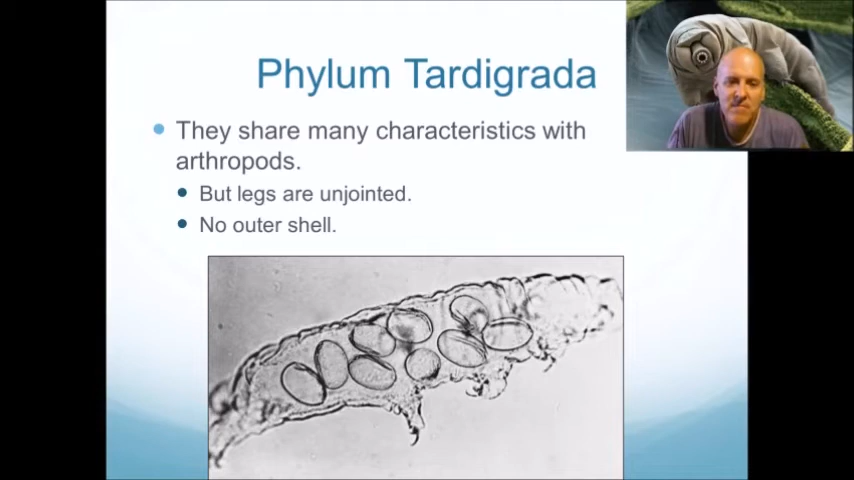 Phylum Tardigrada
They share many characteristics with
arthropods.
But legs are unjointed.
No outer shell.